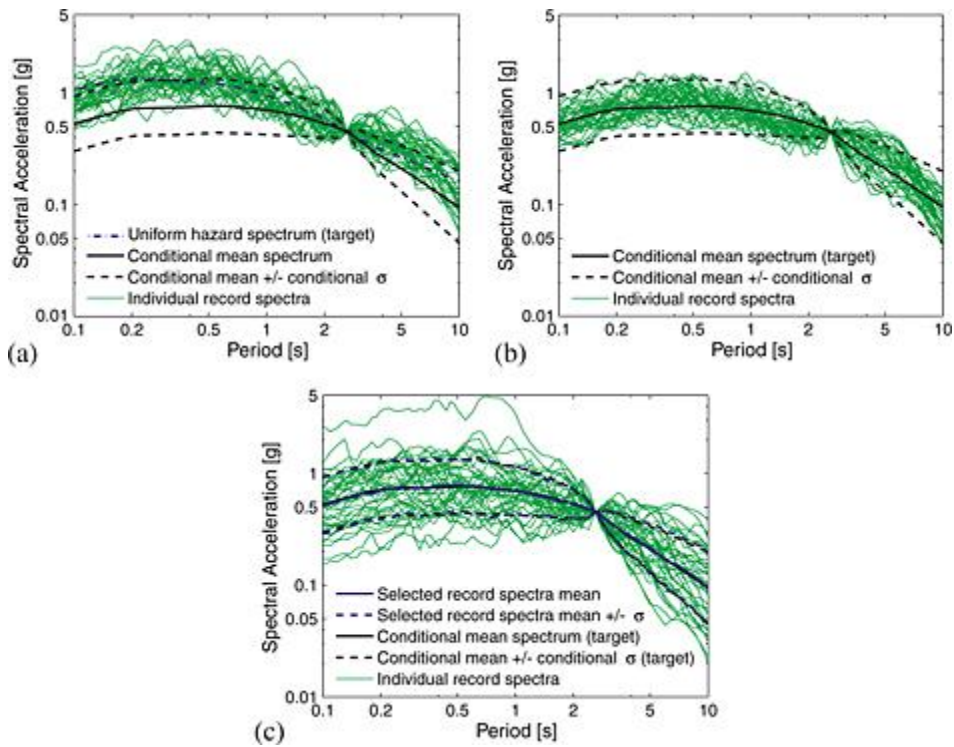 5
1
0.5
0.1
0.05
0.01
Spectral Acceleration [g]
Uniform hazard spectrum (target)
Conditional mean spectrum
Conditional mean +/- conditional σ
Individual record spectra
0.1 0.2 0.5 1 2 5 10
Period [s]
(a)
5
1
0.5
0.1
0.05
0.01
Spectral Acceleration [g]
Conditional mean spectrum (target)
Conditional mean +/- conditional σ
Individual record spectra
0.1 0.2 0.5 1 2 5 10
Period [s]
(b)
5
1
0.5
0.1
0.05
0.01
Spectral Acceleration [g]
Selected record spectra mean
Selected record spectra mean +/- σ
Conditional mean spectrum (target)
Conditional mean +/- conditional σ (target)
Individual record spectra
0.1 0.2 0.5 1 2 5 10
Period [s]
(c)